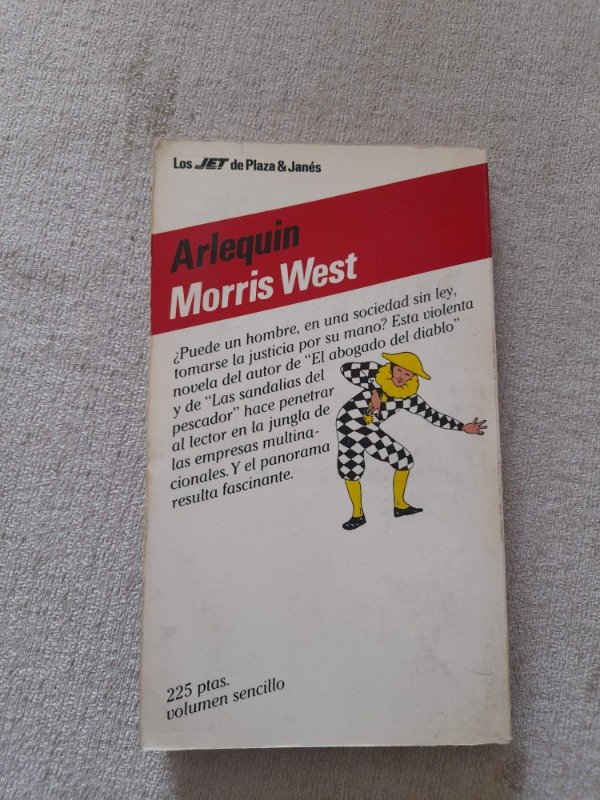 Los JET de Plaza & Janés
Arlequin
Morris West
¿Puede un hombre, en una sociedad sin ley,
tomarse la justicia por su mano? Esta violenta
novela del autor de "El abogado del diablo"
y de "Las sandalias del
pescador" hace penetrar
al lector en la jungla de
las empresas multina-
cionales. Y el panorama
resulta fascinante.
225 ptas.
volumen sencillo